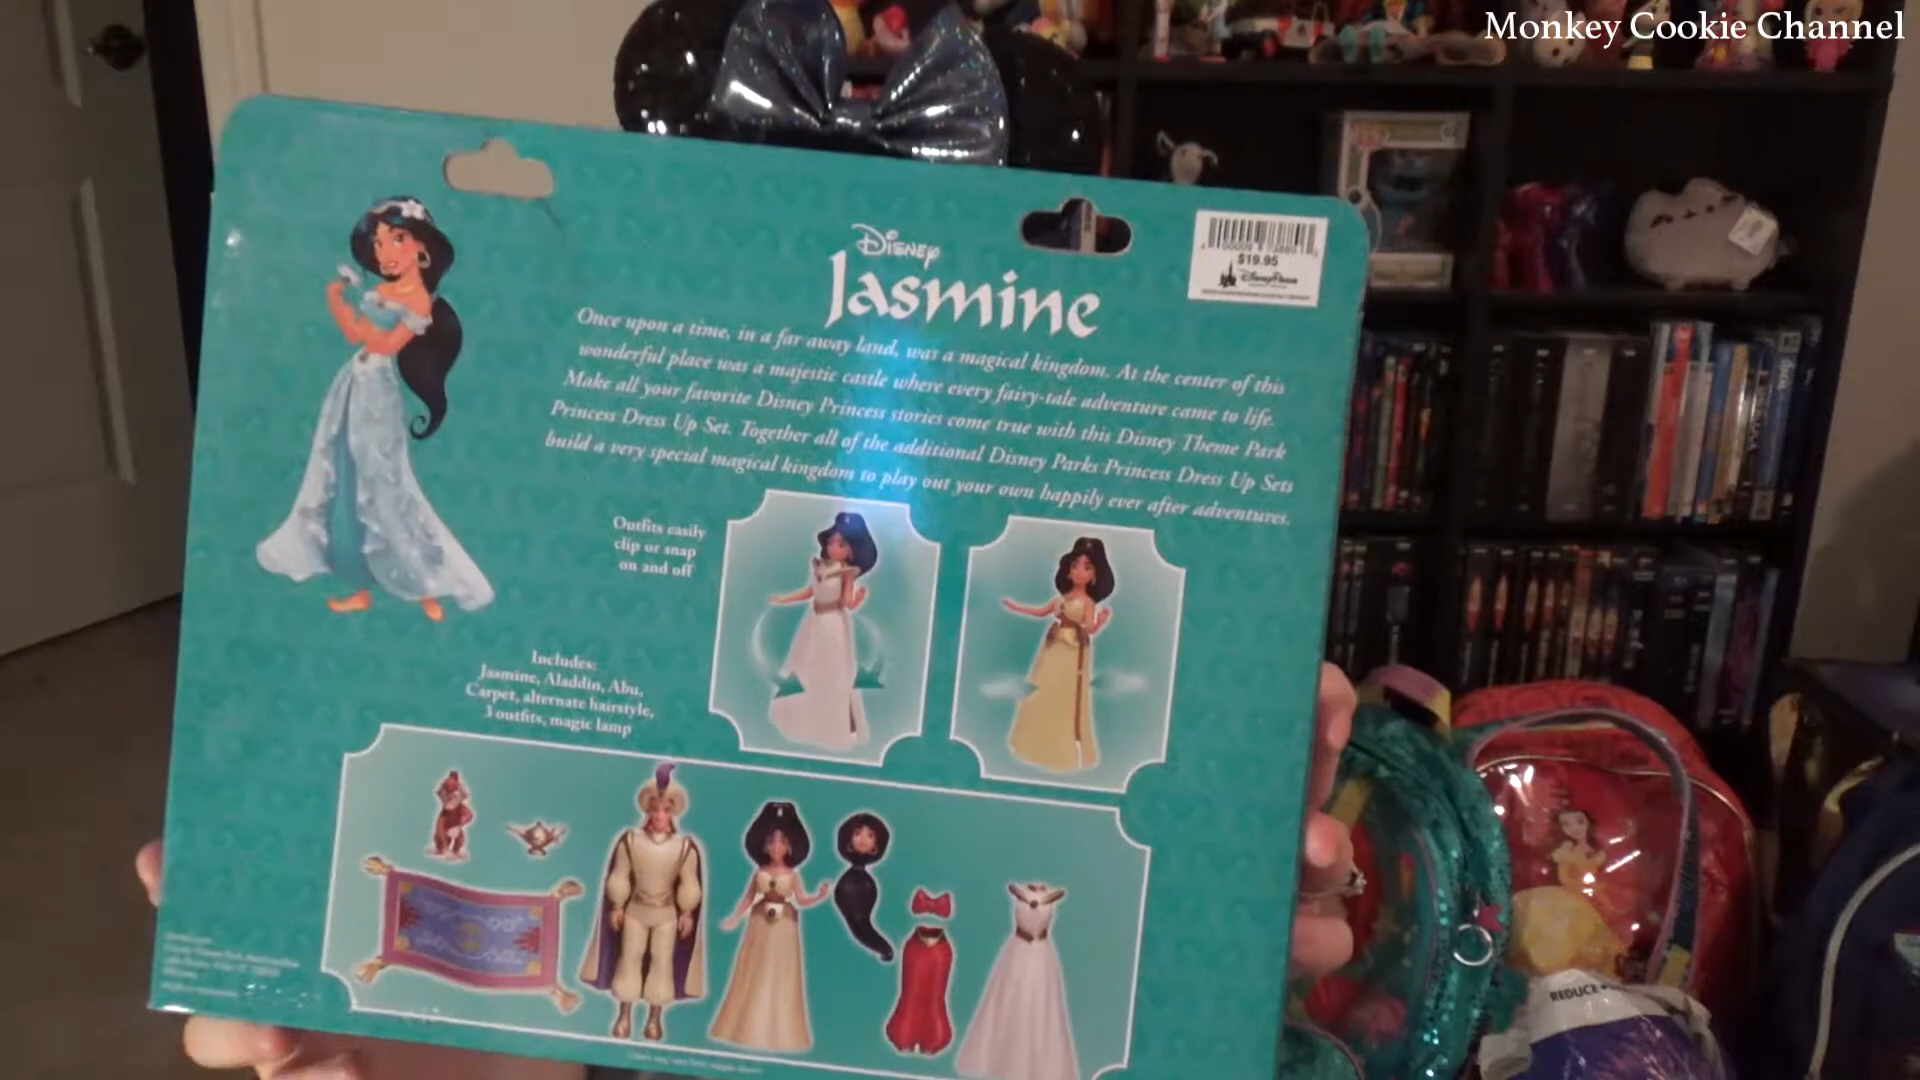 Monkey Cookie Channel
$19.95
Disney Parks
Disney
Jasmine
Once upon a time, in a far away land, was a magical kingdom. At the center of this
wonderful place was a majestic castle where every fairy-tale adventure came to life.
Make all your favorite Disney Princess stories come true with this Disney Theme Park
Princess Dress Up Set. Together all of the additional Disney Parks Princess Dress Up Sets
build a very special magical kingdom to play out your own happily ever after adventures.
Outfits easily
clip or snap
on and off
Includes:
Jasmine, Aladdin, Abu,
Carpet, alternate hairstyle,
3 outfits, magic lamp
REDUCE